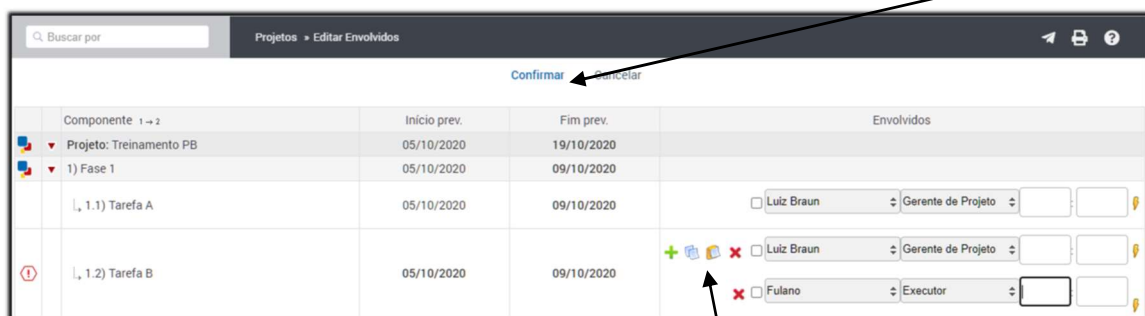 Buscar por
Projetos » Editar Envolvidos
Confirmar Cancelar
Componente 1→2 Início prev. Fim prev. Envolvidos
Projeto: Treinamento PB 05/10/2020 19/10/2020
1) Fase 1 05/10/2020 09/10/2020
1.1) Tarefa A 05/10/2020 09/10/2020 Luiz Braun Gerente de Projeto :
1.2) Tarefa B 05/10/2020 09/10/2020 Luiz Braun Gerente de Projeto :
Fulano Executor :